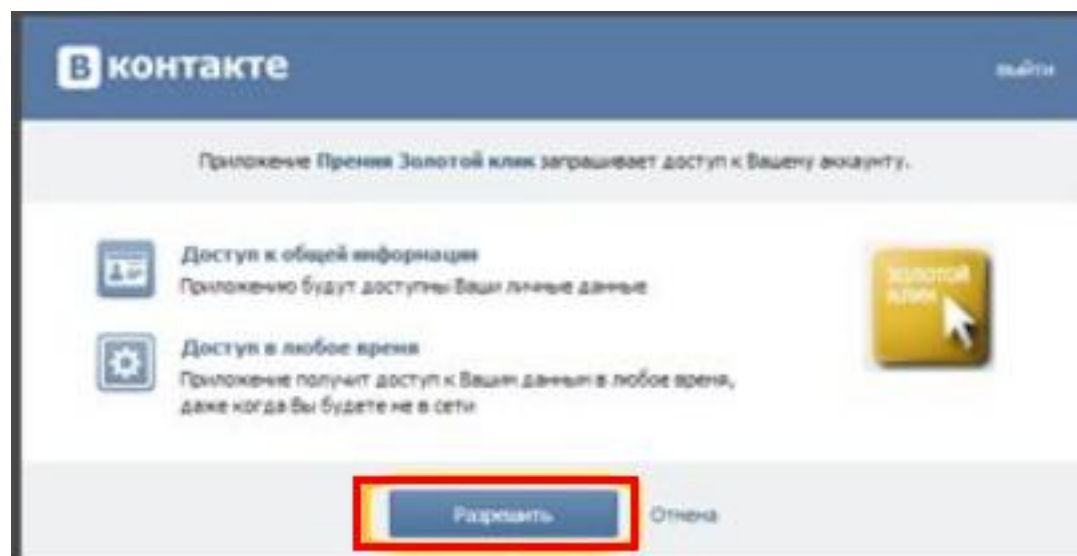 В контакте
выйти
Приложение Премия Золотой клик запрашивает доступ к Вашему аккаунту.
Доступ к общей информации
Приложению будут доступны Ваши личные данные
ЗОЛОТОЙ
КЛИК
Доступ в любое время
Приложение получит доступ к Вашим данным в любое время,
даже когда Вы будете не в сети
Разрешить
Отмена